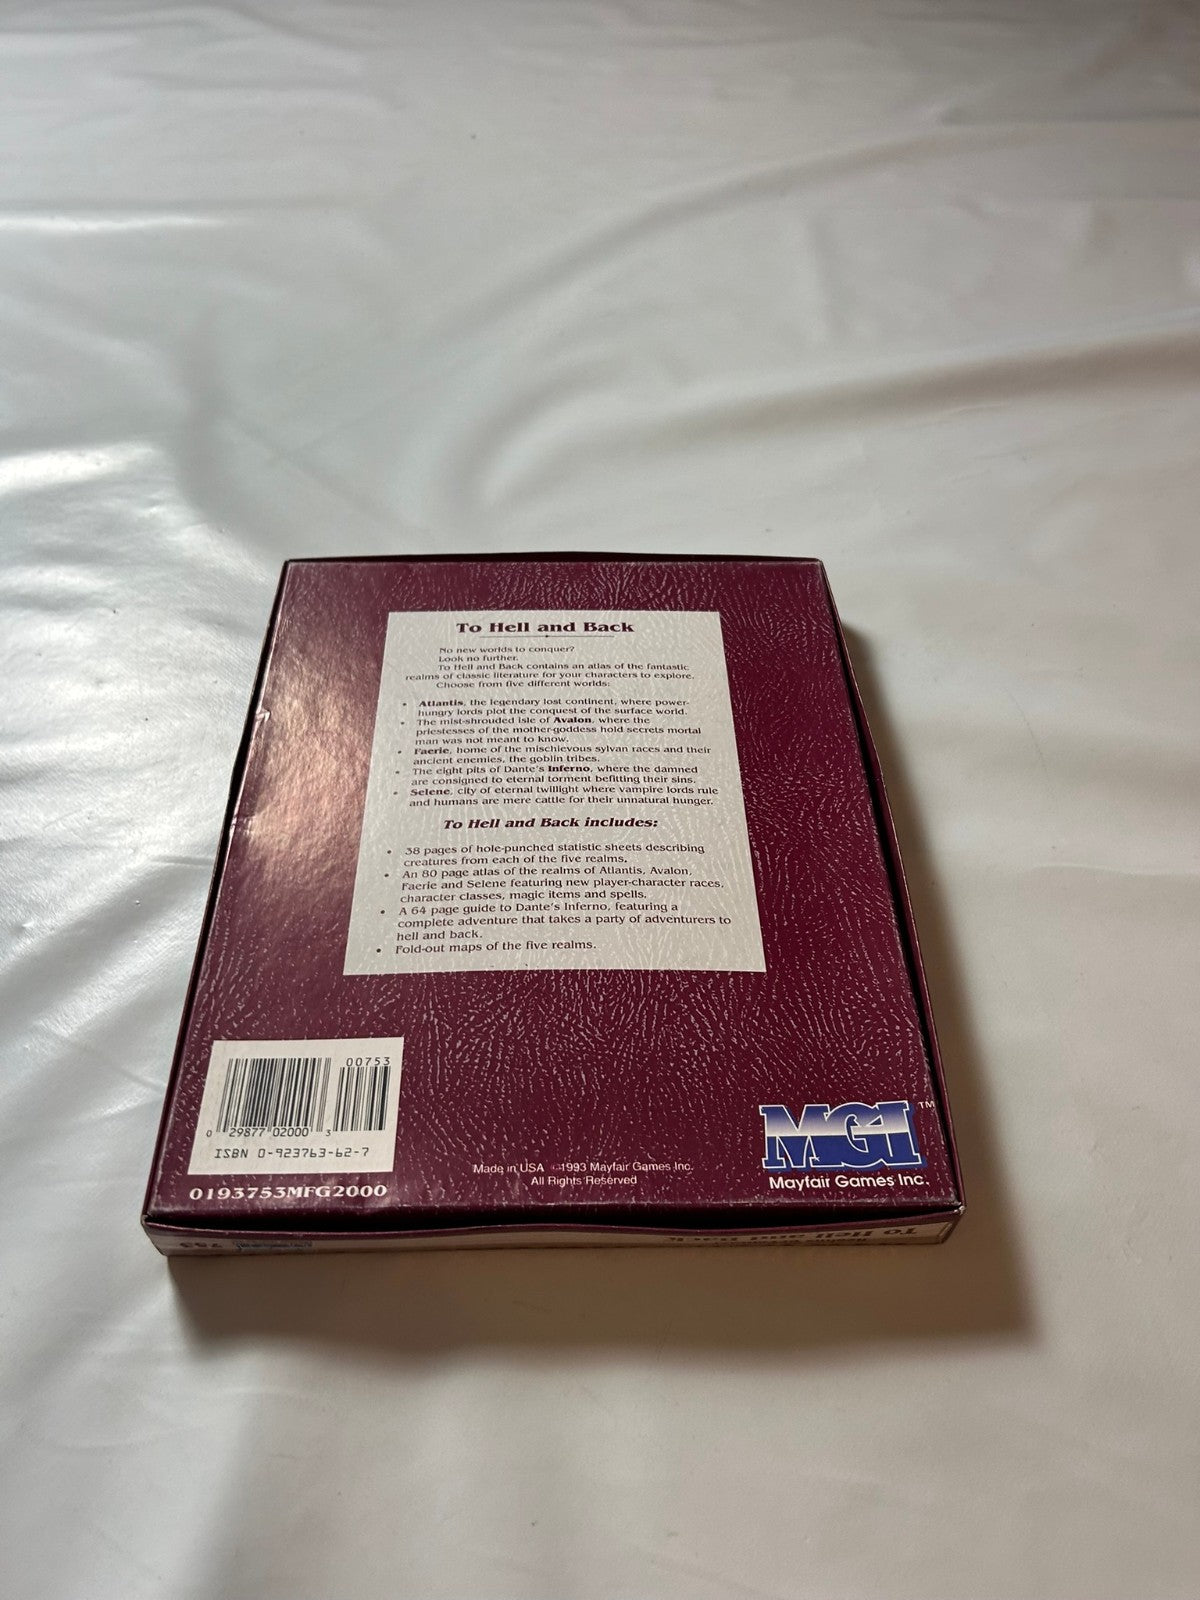 To Hell and Back
No new worlds to conquer?
Look no further.
To Hell and Back contains an atlas of the fantastic
realms of classic literature for your characters to explore.
Choose from five different worlds:
• Atlantis, the legendary lost continent, where power-
hungry lords plot the conquest of the surface world.
• The mist-shrouded isle of Avalon, where the
priestesses of the mother-goddess hold secrets mortal
man was not meant to know.
• Faerie, home of the mischievous sylvan races and their
ancient enemies, the goblin tribes.
• The eight pits of Dante's Inferno, where the damned
are consigned to eternal torment befitting their sins.
• Selene, city of eternal twillight where vampire lords rule
and humans are mere cattle for their unnatural hunger.
To Hell and Back includes:
• 38 pages of hole-punched statistic sheets describing
creatures from each of the five realms.
• An 80 page atlas of the realms of Atlantis, Avalon,
Faerie and Selene featuring new player-character races,
character classes, magic items and spells.
• A 64 page guide to Dante's Inferno, featuring a
complete adventure that takes a party of adventurers to
hell and back.
• Fold-out maps of the five realms.
00753
0 29877 02000 3
ISBN 0-923763-62-7
0193753MFG2000
Made in USA ©1993 Mayfair Games Inc.
All Rights Reserved
MGI™
Mayfair Games Inc.
To Hell and Back
753